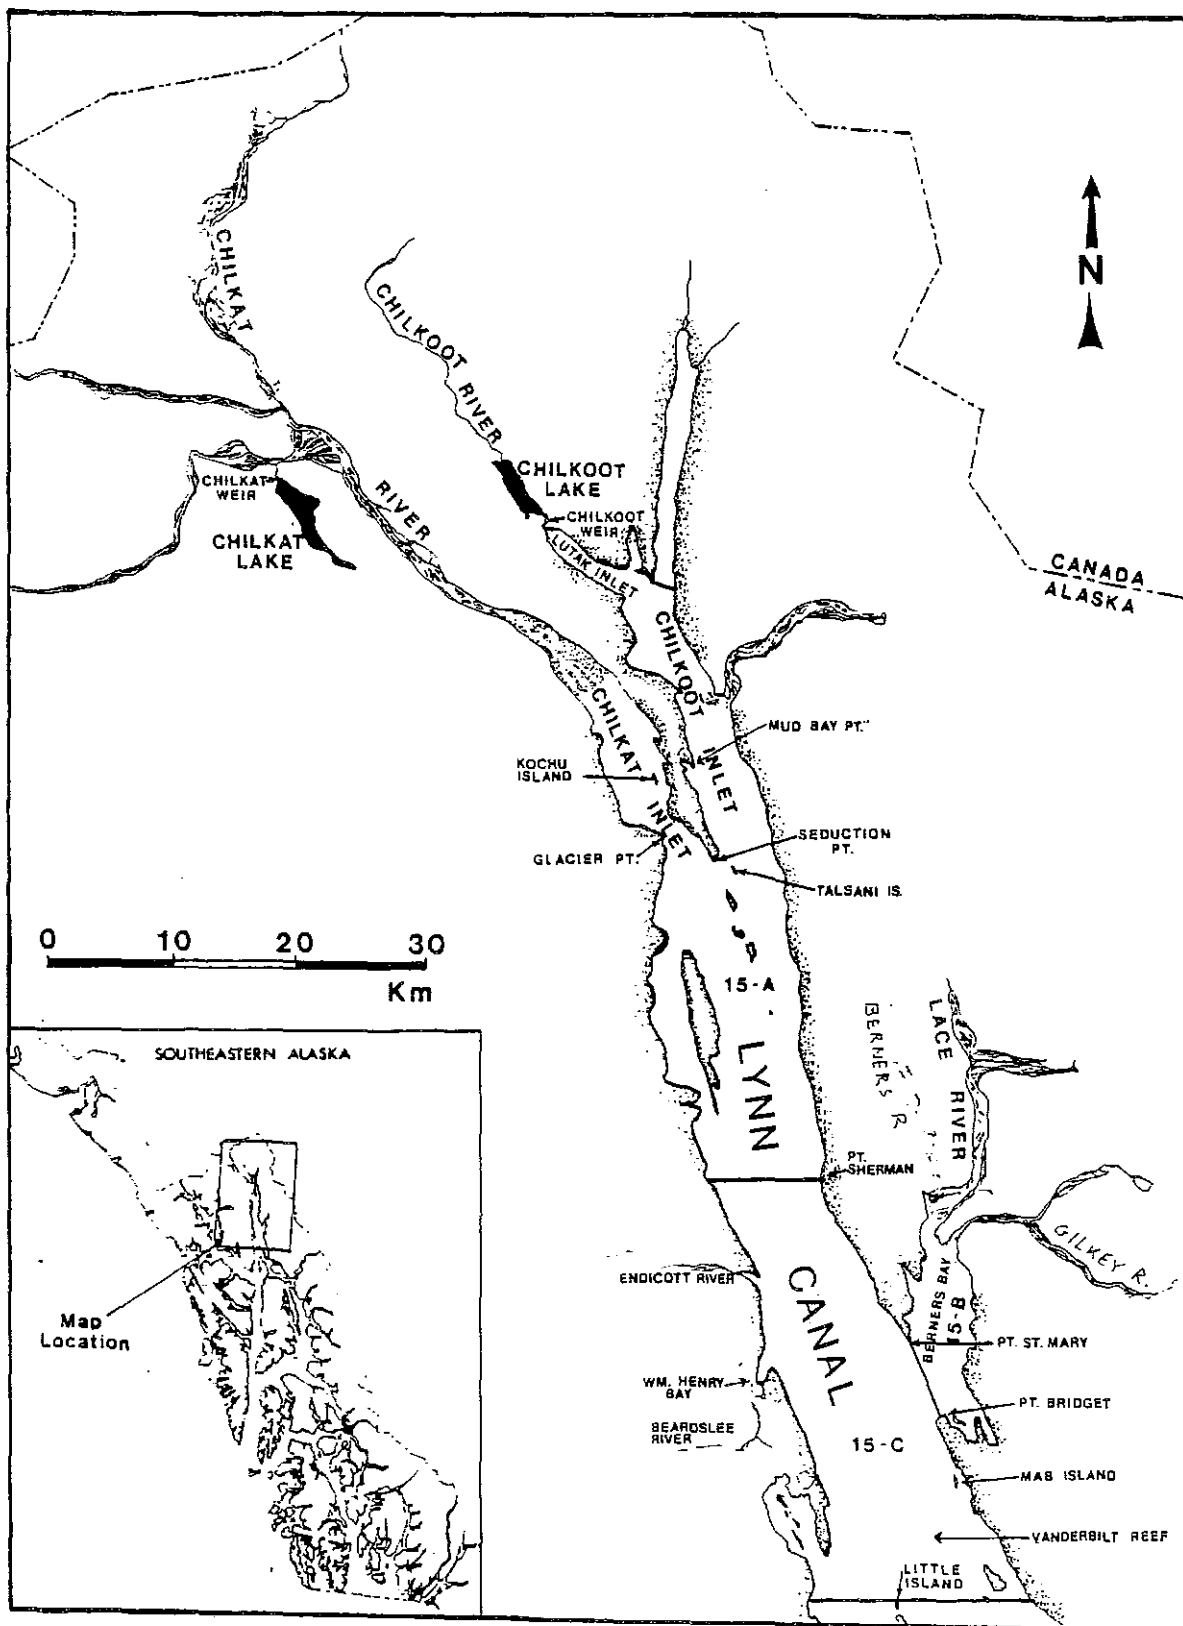 N
CHILKAT
CHILKOOT RIVER
CHILKOOT
LAKE
CHILKAT
WEIR
RIVER
CHILKOOT
WEIR
CHILKAT
LAKE
LUTAK INLET
CANADA
ALASKA
CHILKOOT
INLET
CHILKAT
INLET
MUD BAY PT.
KOCHU
ISLAND
SEDUCTION
PT.
GLACIER PT.
TALSANI IS.
0 10 20 30
Km
15-A
LYNN
CANAL
BERNERS R
LACE
RIVER
SOUTHEASTERN ALASKA
Map
Location
PT.
SHERMAN
GILKEY R.
ENDICOTT RIVER
BERNERS BAY
15-B
PT. ST. MARY
WM. HENRY
BAY
PT. BRIDGET
BEARDSLEE
RIVER
15-C
MAB ISLAND
VANDERBILT REEF
LITTLE
ISLAND